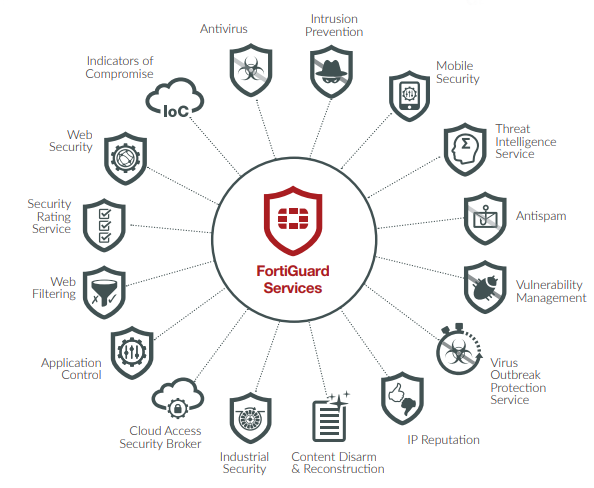 Antivirus
Intrusion
Prevention
Mobile
Security
Threat
Intelligence
Service
Antispam
Vulnerability
Management
Virus
Outbreak
Protection
Service
IP Reputation
Content Disarm
& Reconstruction
Industrial
Security
Cloud Access
Security Broker
Application
Control
Web
Filtering
Security
Rating
Service
Web
Security
Indicators of
Compromise
IoC
Σ
FortiGuard
Services